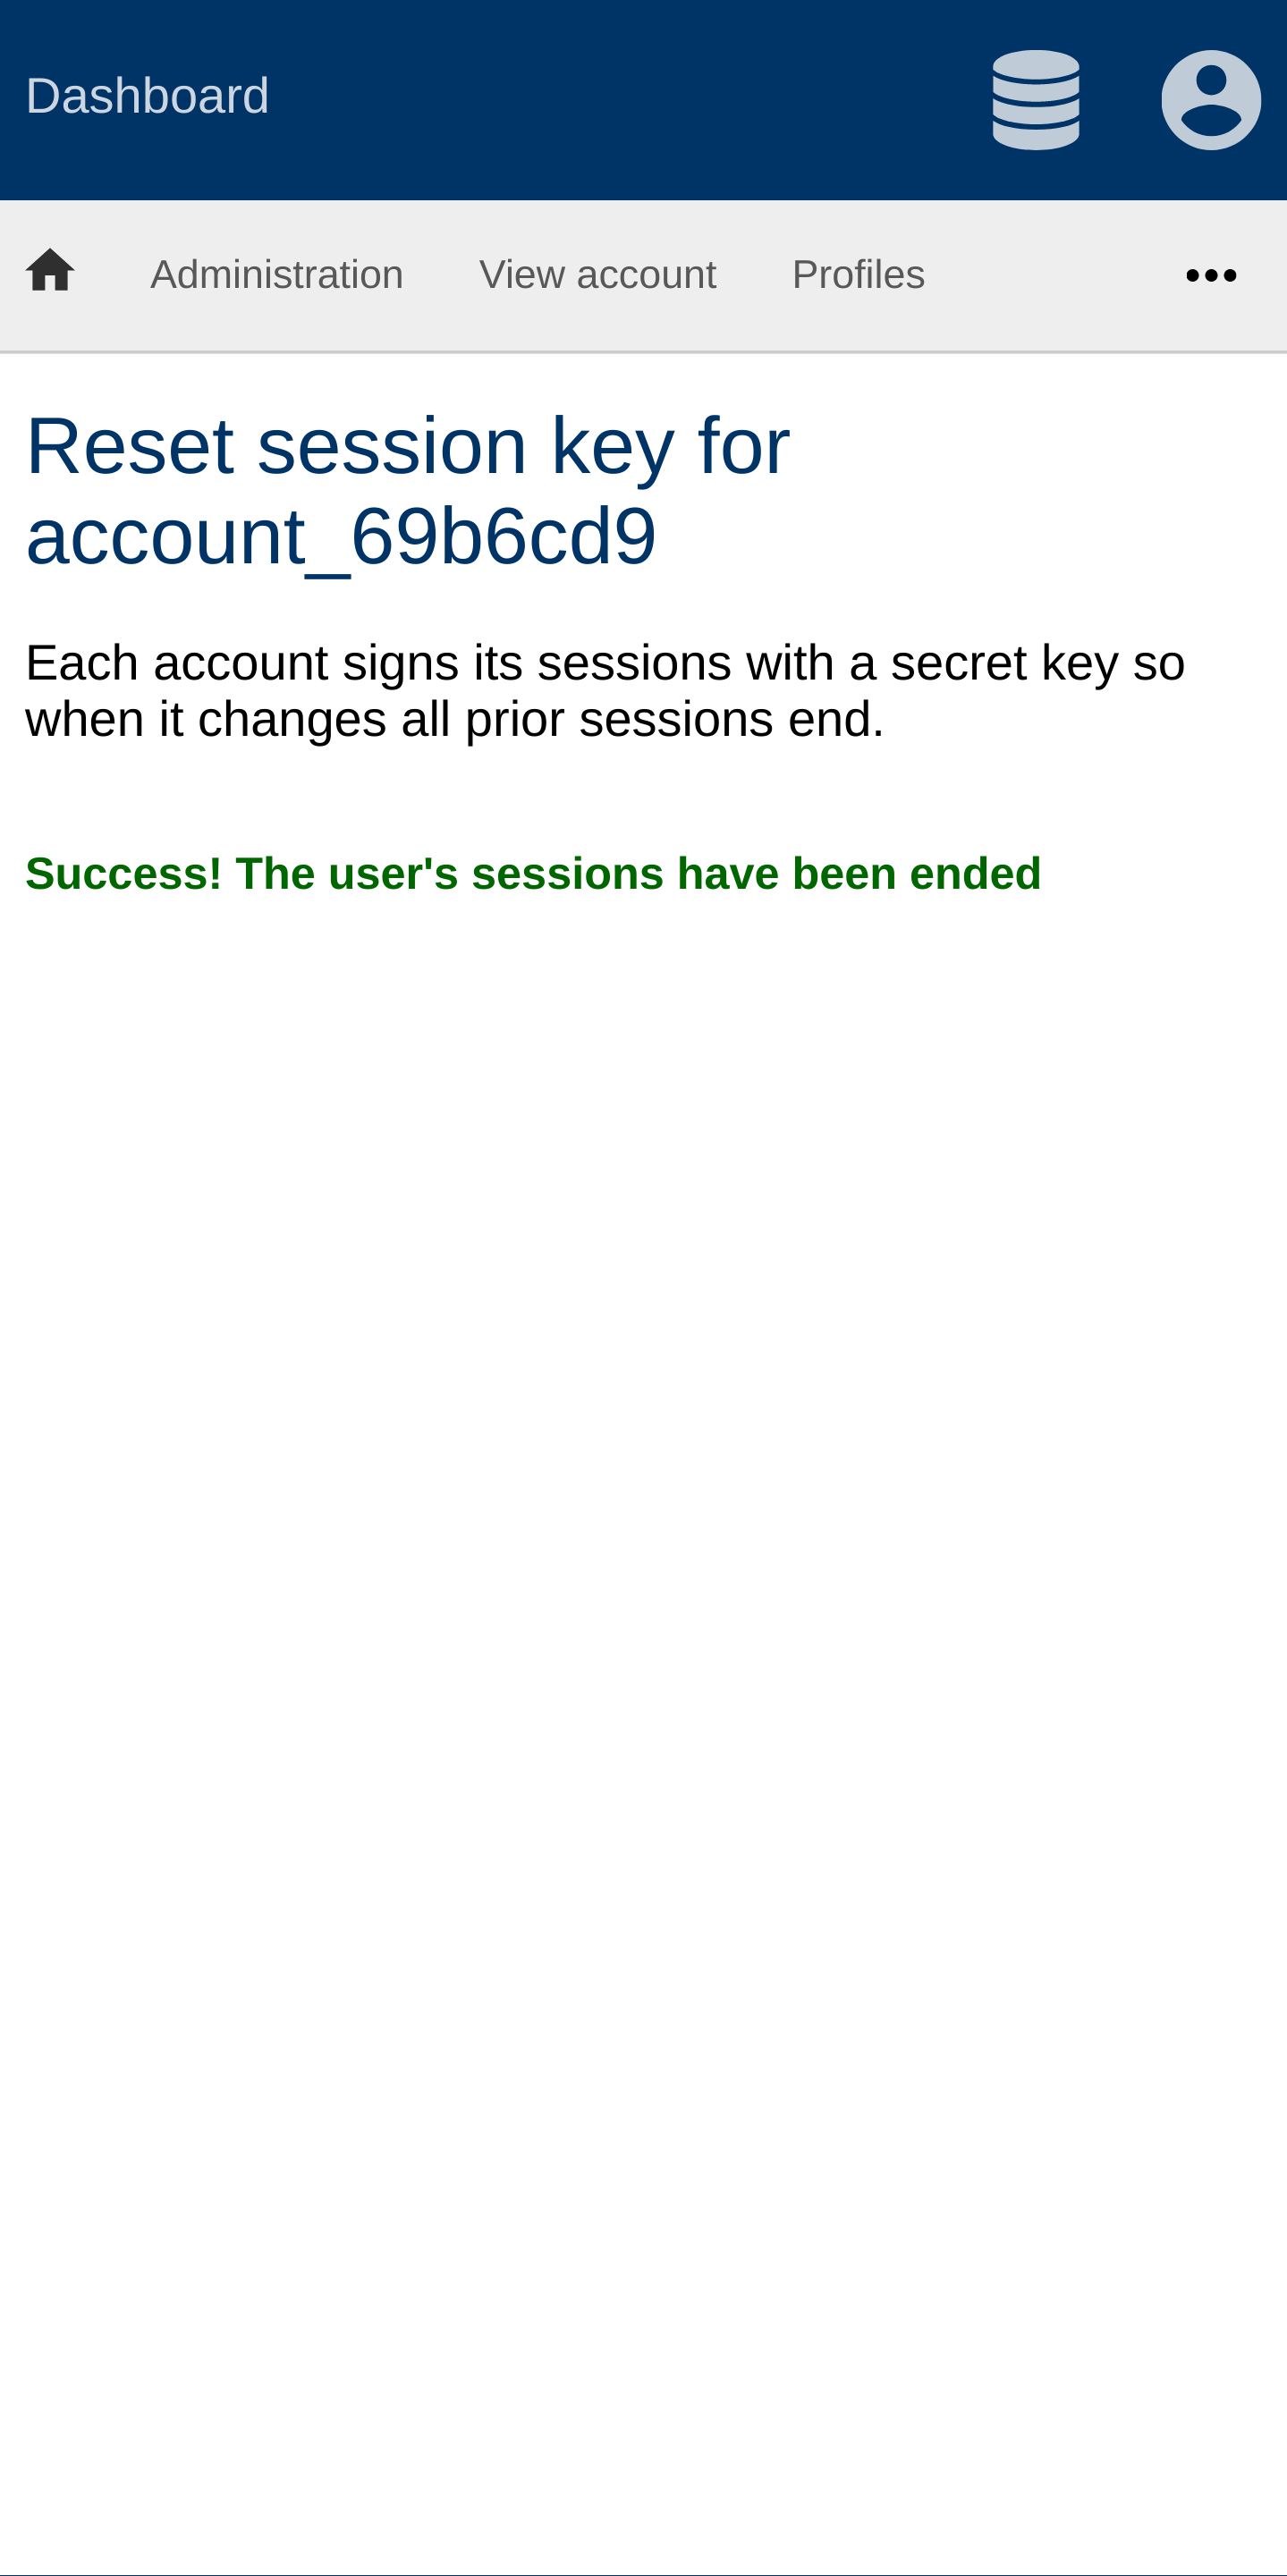 Dashboard
Administration View account Profiles
Reset session key for
account_69b6cd9
Each account signs its sessions with a secret key so
when it changes all prior sessions end.
Success! The user's sessions have been ended